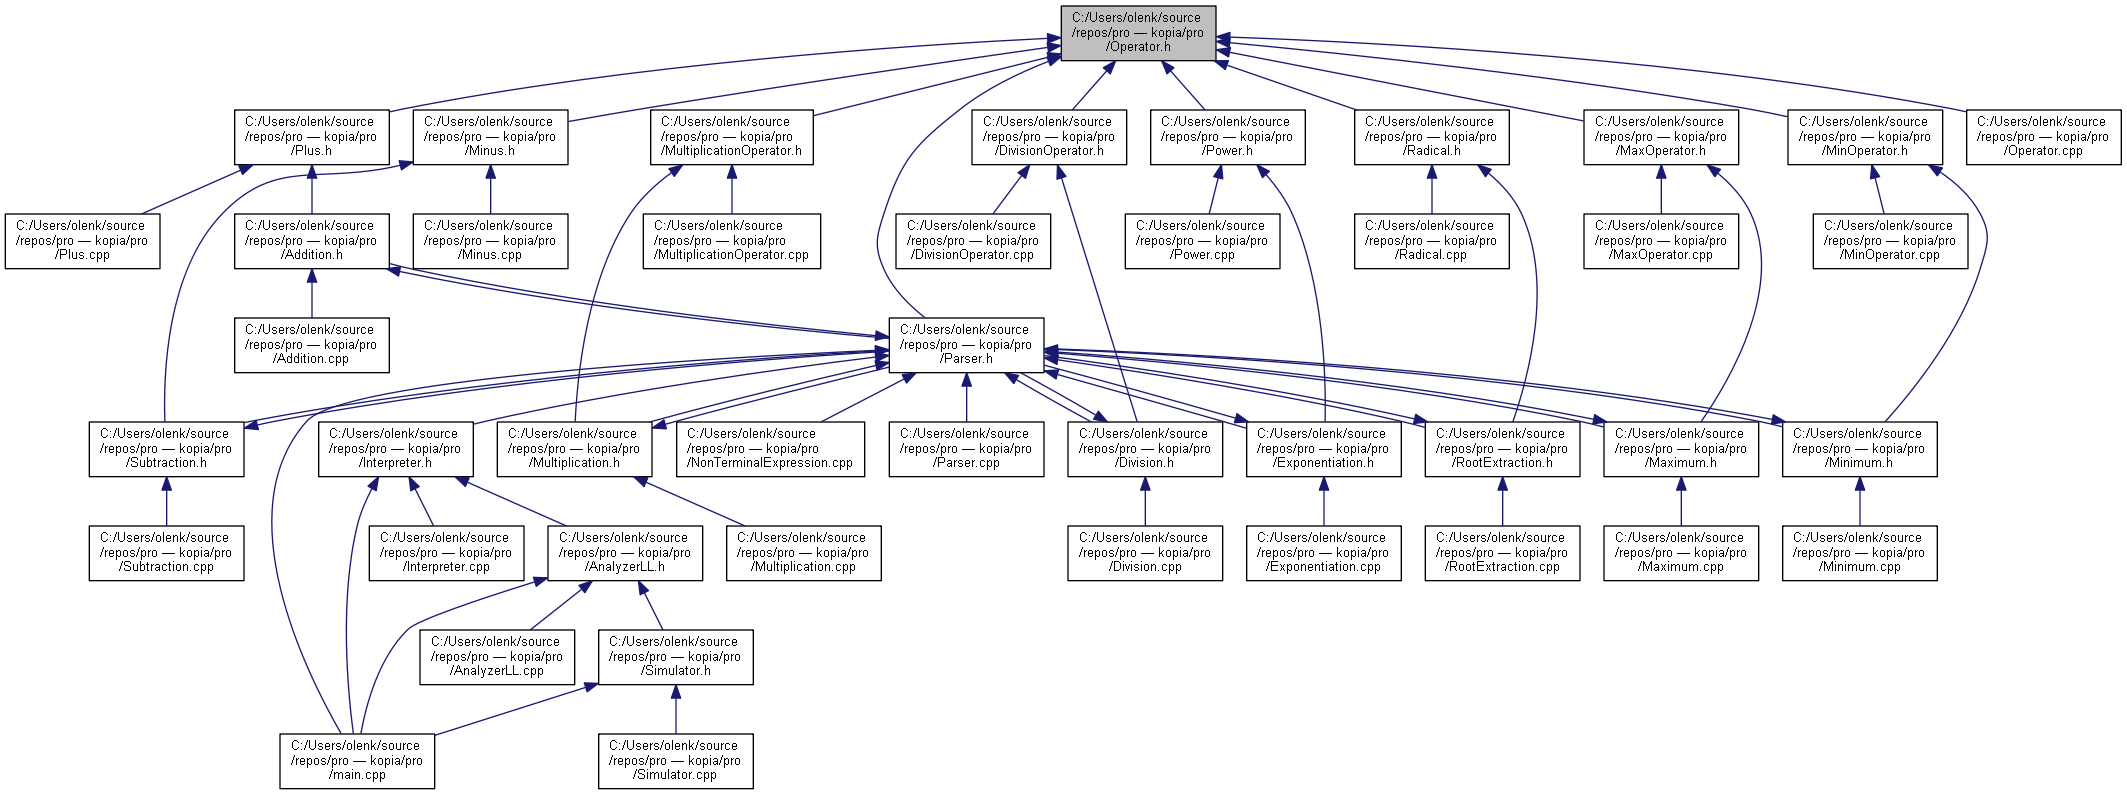 C:/Users/olenk/source
/repos/pro — kopia/pro
/Operator.h
C:/Users/olenk/source
/repos/pro — kopia/pro
/Plus.h
C:/Users/olenk/source
/repos/pro — kopia/pro
/Minus.h
C:/Users/olenk/source
/repos/pro — kopia/pro
/MultiplicationOperator.h
C:/Users/olenk/source
/repos/pro — kopia/pro
/DivisionOperator.h
C:/Users/olenk/source
/repos/pro — kopia/pro
/Power.h
C:/Users/olenk/source
/repos/pro — kopia/pro
/Radical.h
C:/Users/olenk/source
/repos/pro — kopia/pro
/MaxOperator.h
C:/Users/olenk/source
/repos/pro — kopia/pro
/MinOperator.h
C:/Users/olenk/source
/repos/pro — kopia/pro
/Operator.cpp
C:/Users/olenk/source
/repos/pro — kopia/pro
/Plus.cpp
C:/Users/olenk/source
/repos/pro — kopia/pro
/Addition.h
C:/Users/olenk/source
/repos/pro — kopia/pro
/Minus.cpp
C:/Users/olenk/source
/repos/pro — kopia/pro
/MultiplicationOperator.cpp
C:/Users/olenk/source
/repos/pro — kopia/pro
/DivisionOperator.cpp
C:/Users/olenk/source
/repos/pro — kopia/pro
/Power.cpp
C:/Users/olenk/source
/repos/pro — kopia/pro
/Radical.cpp
C:/Users/olenk/source
/repos/pro — kopia/pro
/MaxOperator.cpp
C:/Users/olenk/source
/repos/pro — kopia/pro
/MinOperator.cpp
C:/Users/olenk/source
/repos/pro — kopia/pro
/Addition.cpp
C:/Users/olenk/source
/repos/pro — kopia/pro
/Parser.h
C:/Users/olenk/source
/repos/pro — kopia/pro
/Subtraction.h
C:/Users/olenk/source
/repos/pro — kopia/pro
/Interpreter.h
C:/Users/olenk/source
/repos/pro — kopia/pro
/Multiplication.h
C:/Users/olenk/source
/repos/pro — kopia/pro
/NonTerminalExpression.cpp
C:/Users/olenk/source
/repos/pro — kopia/pro
/Parser.cpp
C:/Users/olenk/source
/repos/pro — kopia/pro
/Division.h
C:/Users/olenk/source
/repos/pro — kopia/pro
/Exponentiation.h
C:/Users/olenk/source
/repos/pro — kopia/pro
/RootExtraction.h
C:/Users/olenk/source
/repos/pro — kopia/pro
/Maximum.h
C:/Users/olenk/source
/repos/pro — kopia/pro
/Minimum.h
C:/Users/olenk/source
/repos/pro — kopia/pro
/Subtraction.cpp
C:/Users/olenk/source
/repos/pro — kopia/pro
/Interpreter.cpp
C:/Users/olenk/source
/repos/pro — kopia/pro
/AnalyzerLL.h
C:/Users/olenk/source
/repos/pro — kopia/pro
/Multiplication.cpp
C:/Users/olenk/source
/repos/pro — kopia/pro
/Division.cpp
C:/Users/olenk/source
/repos/pro — kopia/pro
/Exponentiation.cpp
C:/Users/olenk/source
/repos/pro — kopia/pro
/RootExtraction.cpp
C:/Users/olenk/source
/repos/pro — kopia/pro
/Maximum.cpp
C:/Users/olenk/source
/repos/pro — kopia/pro
/Minimum.cpp
C:/Users/olenk/source
/repos/pro — kopia/pro
/AnalyzerLL.cpp
C:/Users/olenk/source
/repos/pro — kopia/pro
/Simulator.h
C:/Users/olenk/source
/repos/pro — kopia/pro
/main.cpp
C:/Users/olenk/source
/repos/pro — kopia/pro
/Simulator.cpp